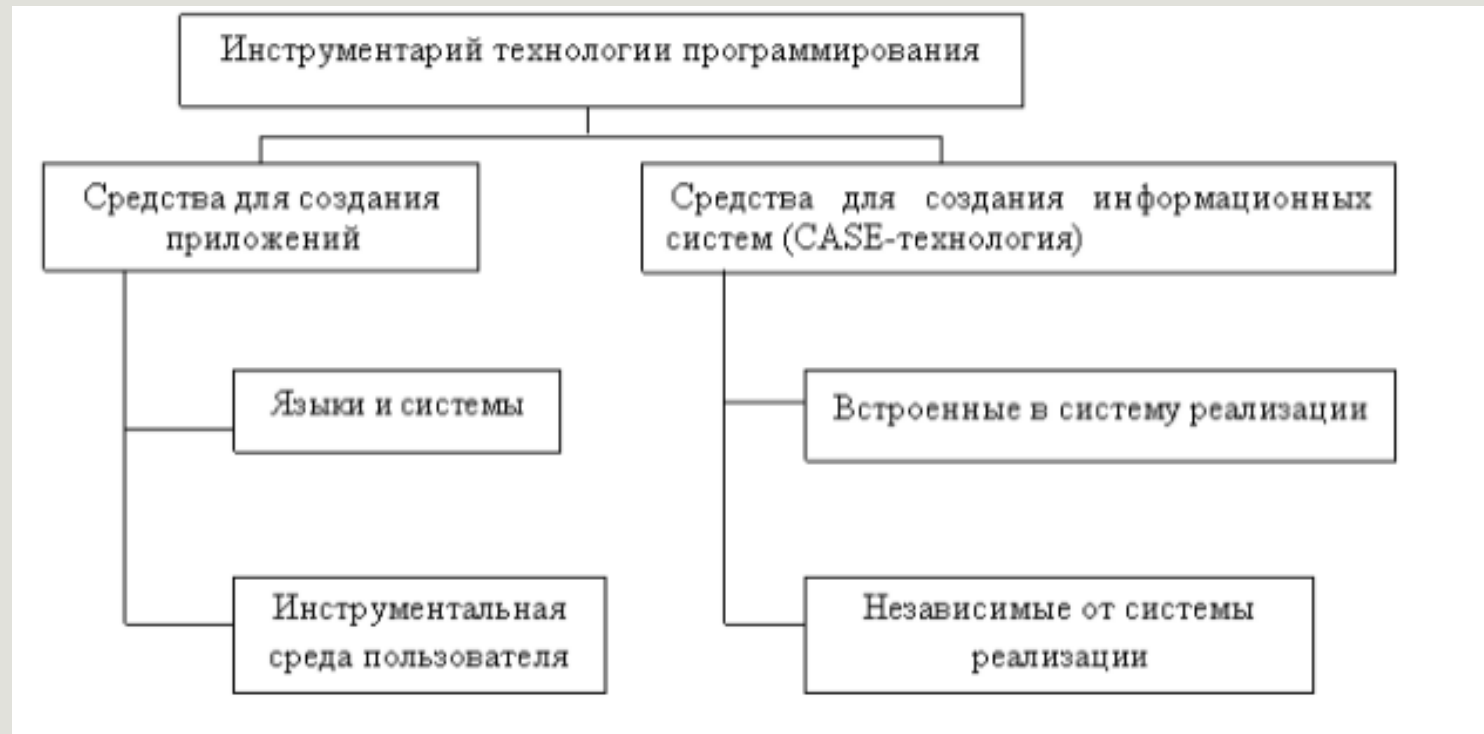 Инструментарий технологии программирования
Средства для создания
приложений
Средства для создания информационных
систем (CASE-технология)
Языки и системы
Встроенные в систему реализации
Инструментальная
среда пользователя
Независимые от системы
реализации